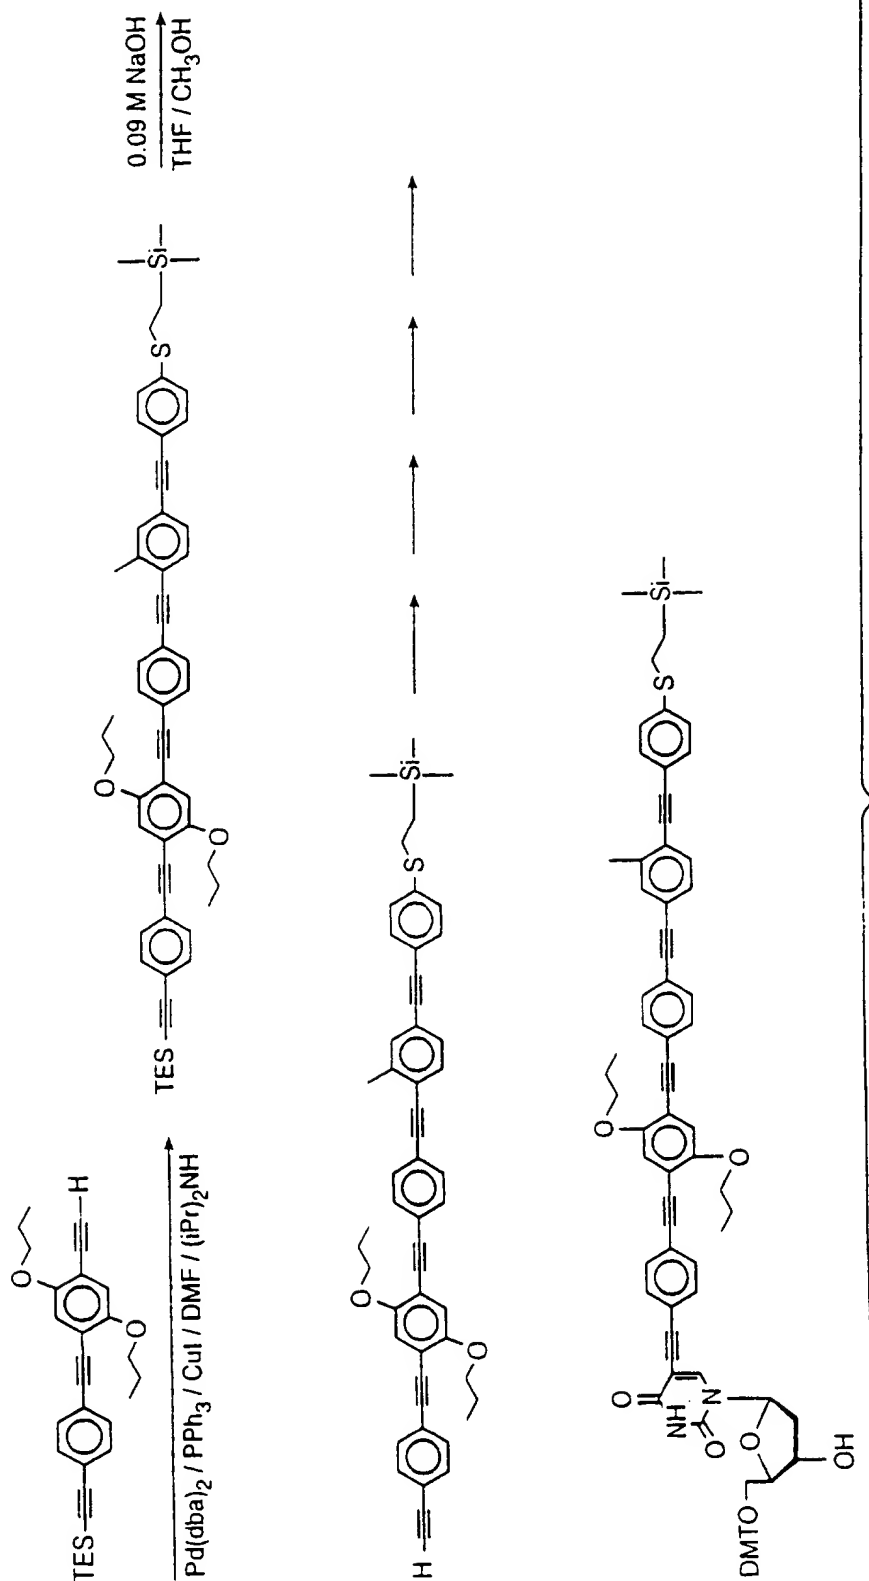 TES
H
O
O
Pd(dba)2 / PPh3 / CuI / DMF / (iPr)2NH
TES
O
O
S
Si
0.09 M NaOH
THF / CH3OH
H
O
O
S
Si
DMTO
O
OH
O
NH
O
N
O
O
S
Si